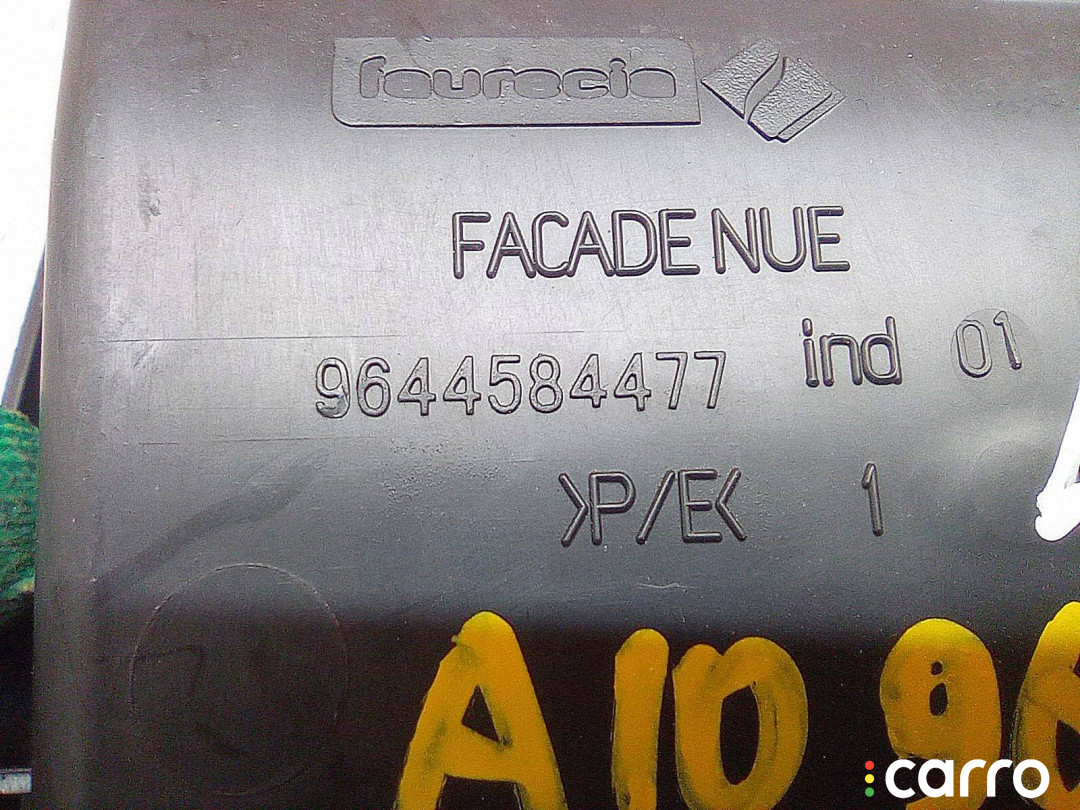 faurecia
FACADE NUE
9644584477 ind 01
>P/E< 1
A10 96
carro